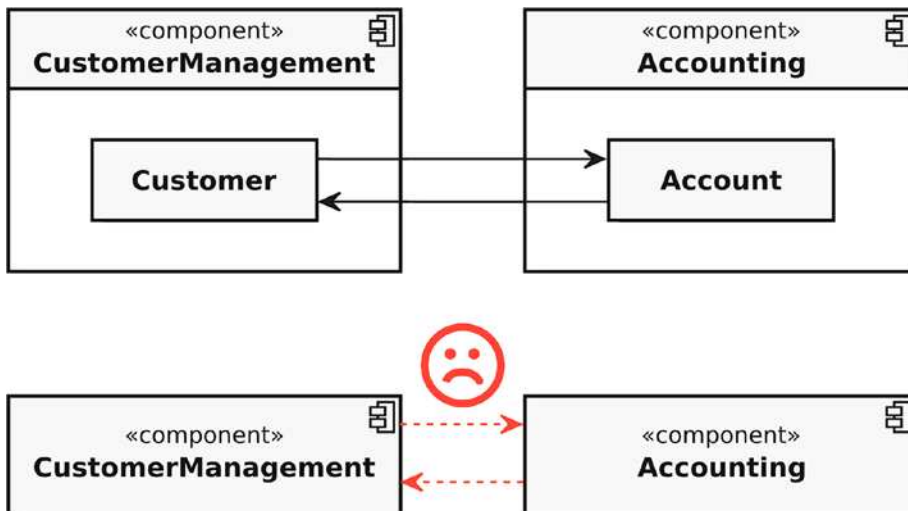 «component»
CustomerManagement
«component»
Accounting
Customer
Account
«component»
CustomerManagement
«component»
Accounting